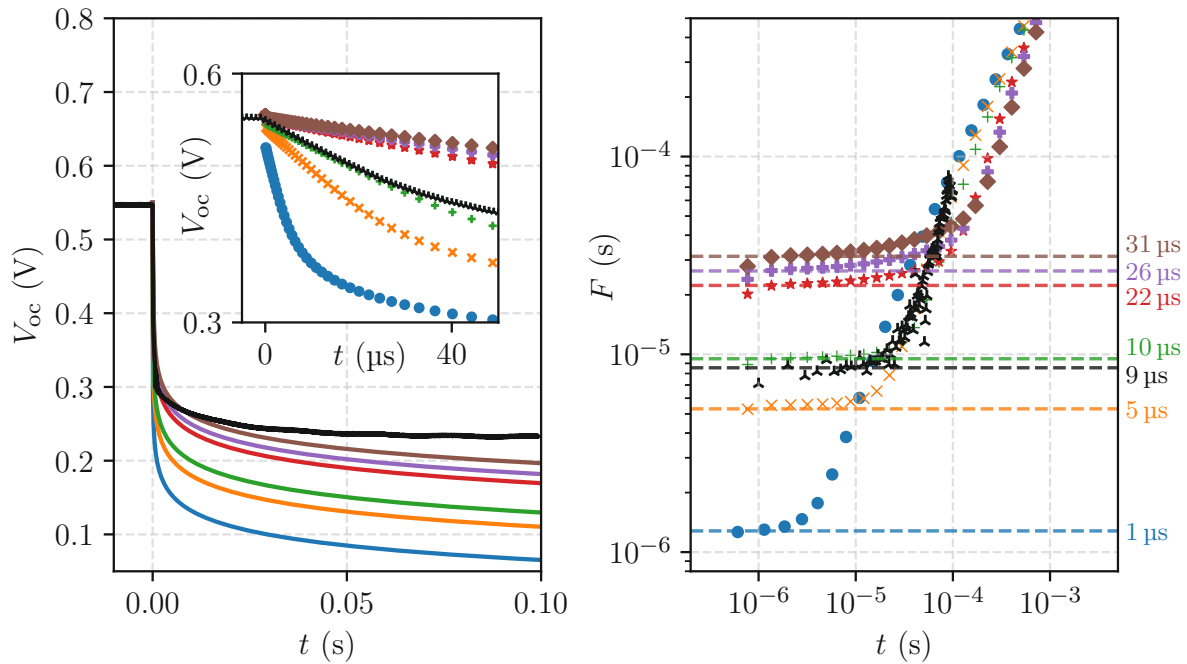 0.8
0.7
0.6
0.5
0.4
0.3
0.2
0.1
V_oc (V)
0.00
0.05
0.10
t (s)
0.6
0.3
V_oc (V)
0
40
t (µs)
10⁻⁴
10⁻⁵
10⁻⁶
F (s)
10⁻⁶
10⁻⁵
10⁻⁴
10⁻³
t (s)
31 µs
26 µs
22 µs
10 µs
9 µs
5 µs
1 µs